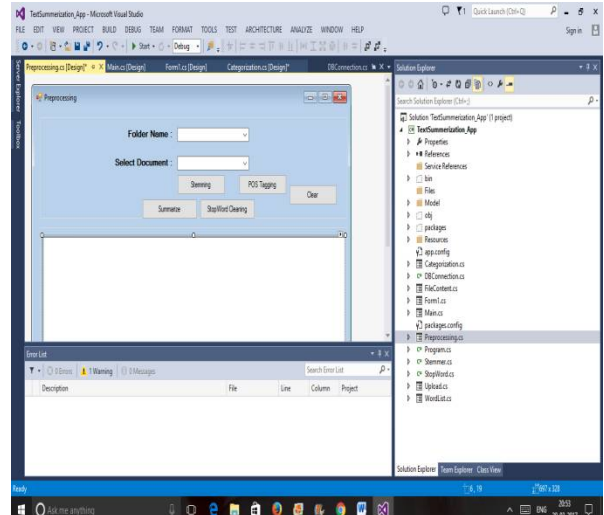 TextSummerization_App - Microsoft Visual Studio
Quick Launch (Ctrl+Q)
FILE EDIT VIEW PROJECT BUILD DEBUG TEAM FORMAT TOOLS TEST ARCHITECTURE ANALYZE WINDOW HELP
Sign in
Start
Debug
Preprocessing.cs [Design]* Main.cs [Design] Form1.cs [Design] Categorization.cs [Design]* DBConnection.cs
Server Explorer
Toolbox
Preprocessing
Folder Name :
Select Document :
Stemming
POS Tagging
Clear
Summarize
StopWord Clearing
Solution Explorer
Search Solution Explorer (Ctrl+;)
Solution 'TextSummerization_App' (1 project)
TextSummerization_App
Properties
References
Service References
bin
Files
Model
obj
packages
Resources
app.config
Categorization.cs
DBConnection.cs
FileContent.cs
Form1.cs
Main.cs
packages.config
Preprocessing.cs
Program.cs
Stemmer.cs
StopWord.cs
Upload.cs
WordList.cs
Error List
0 Errors 1 Warning 0 Messages
Search Error List
Description File Line Column Project
Solution Explorer Team Explorer Class View
Ready
6, 19
697 x 328
Ask me anything
ENG
20:53